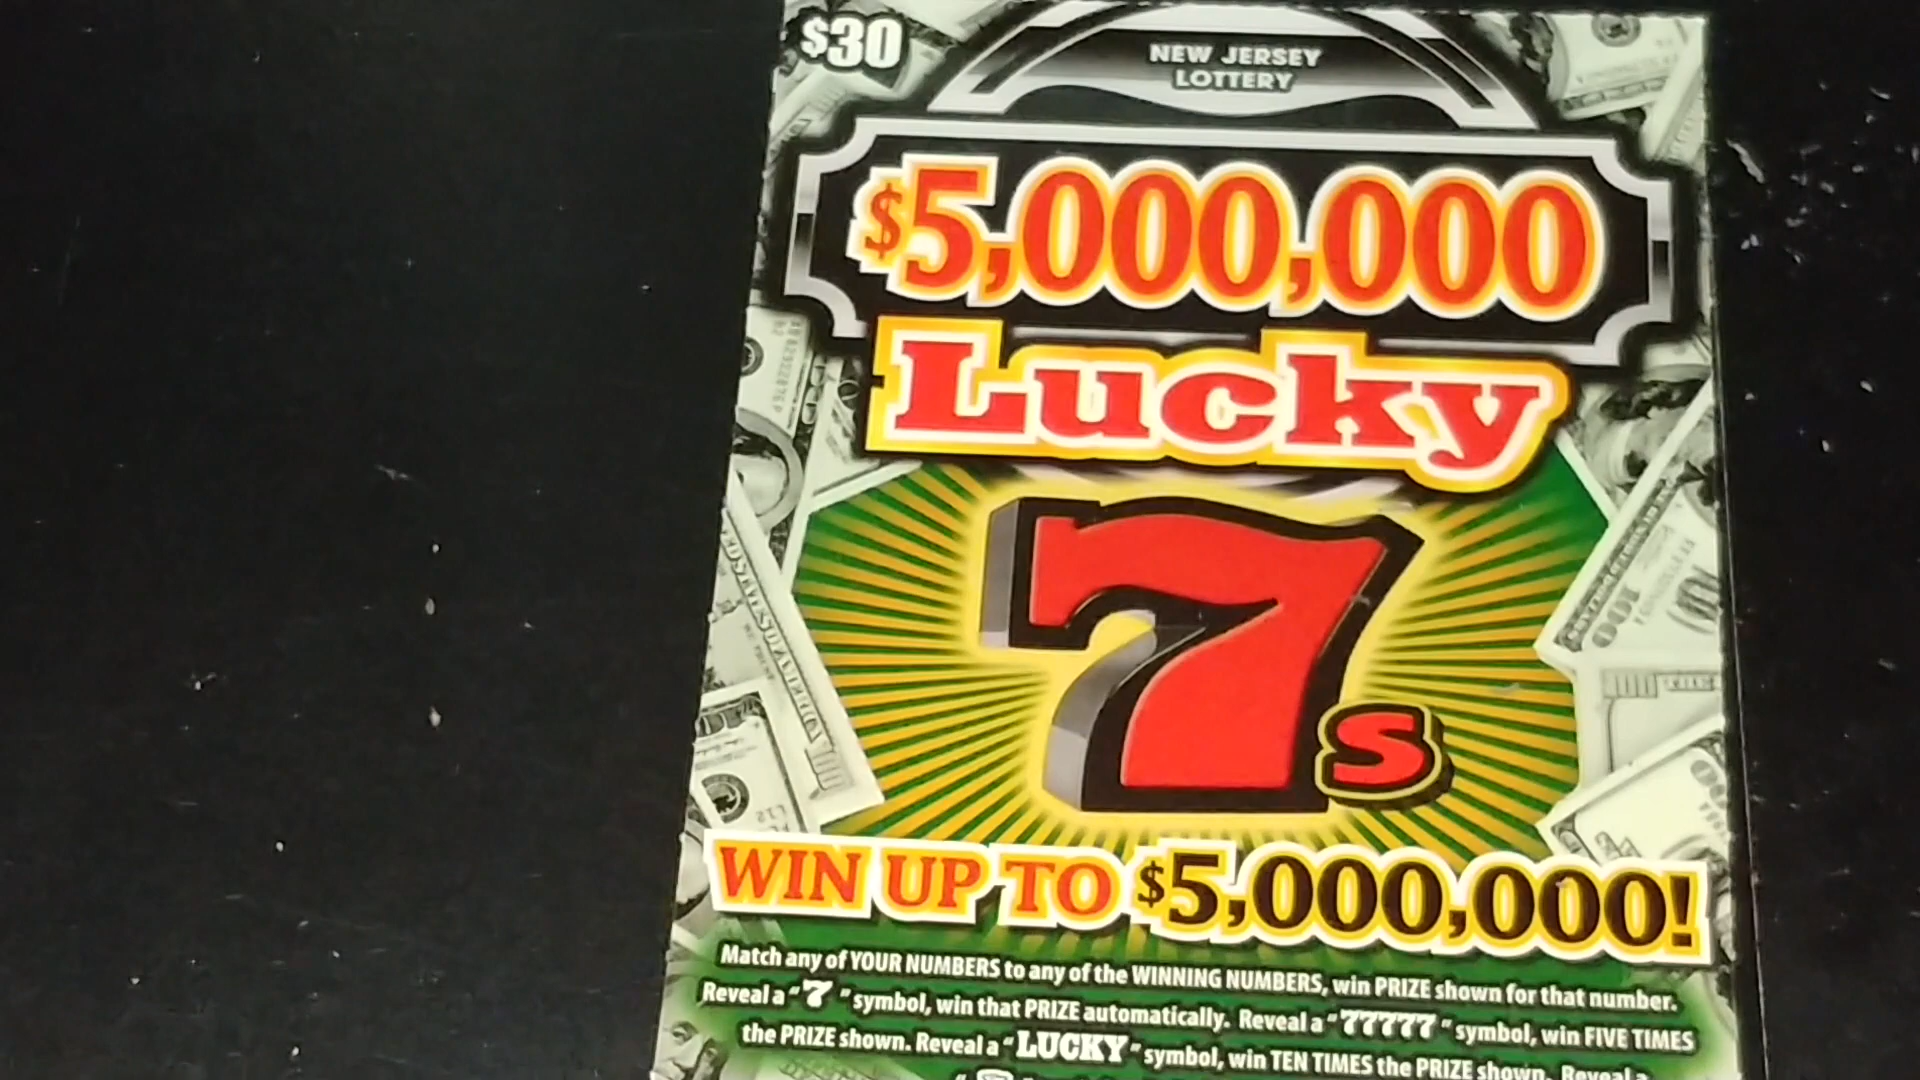 $30
NEW JERSEY
LOTTERY
$5,000,000
Lucky
7s
WIN UP TO $5,000,000!
Match any of YOUR NUMBERS to any of the WINNING NUMBERS, win PRIZE shown for that number.
Reveal a "7" symbol, win that PRIZE automatically. Reveal a "77777" symbol, win FIVE TIMES
the PRIZE shown. Reveal a "LUCKY" symbol, win TEN TIMES the PRIZE shown. Reveal a